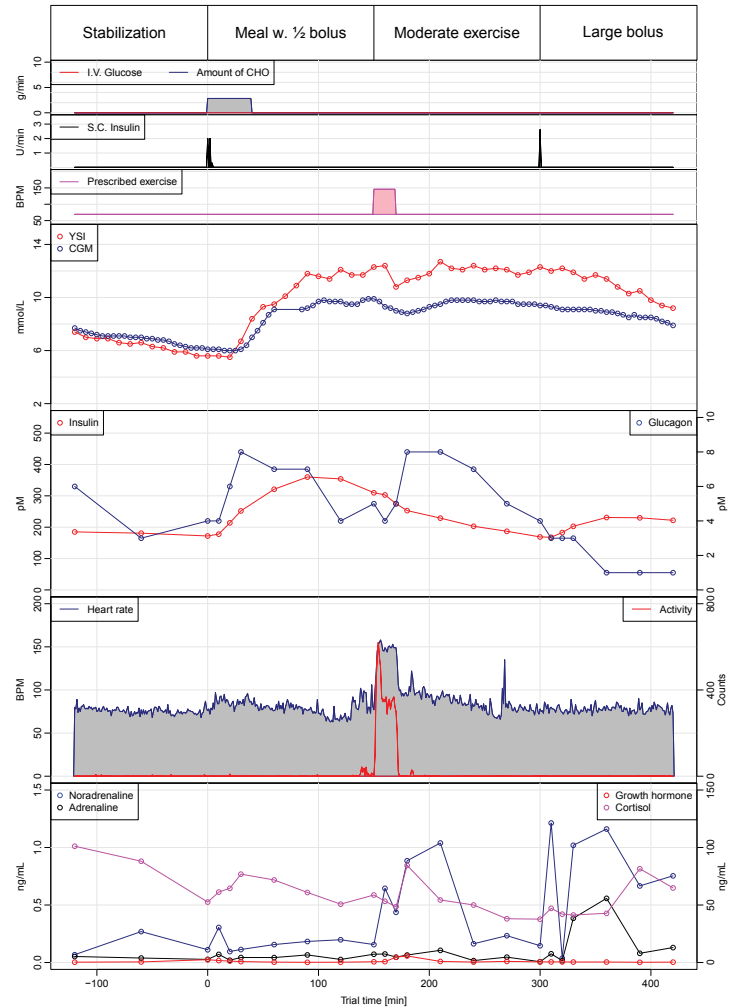 Stabilization Meal w. ½ bolus Moderate exercise Large bolus
I.V. Glucose Amount of CHO
g/min
0 5 10
S.C. Insulin
U/min
1 2 3
Prescribed exercise
BPM
50 150
YSI
CGM
mmol/L
2 6 10 14
Insulin Glucagon
pM
0 100 200 300 400 500
pM
0 2 4 6 8 10
Heart rate Activity
BPM
0 50 100 150 200
Counts
0 400 800
Noradrenaline Growth hormone
Adrenaline Cortisol
ng/mL
0.0 0.5 1.0 1.5
ng/mL
0 50 100 150
−100 0 100 200 300 400
Trial time [min]